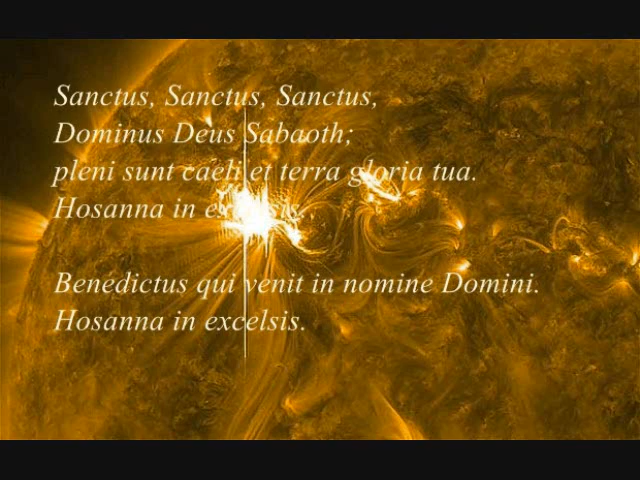 Sanctus, Sanctus, Sanctus,
Dominus Deus Sabaoth;
pleni sunt caeli et terra gloria tua.
Hosanna in excelsis.
Benedictus qui venit in nomine Domini.
Hosanna in excelsis.